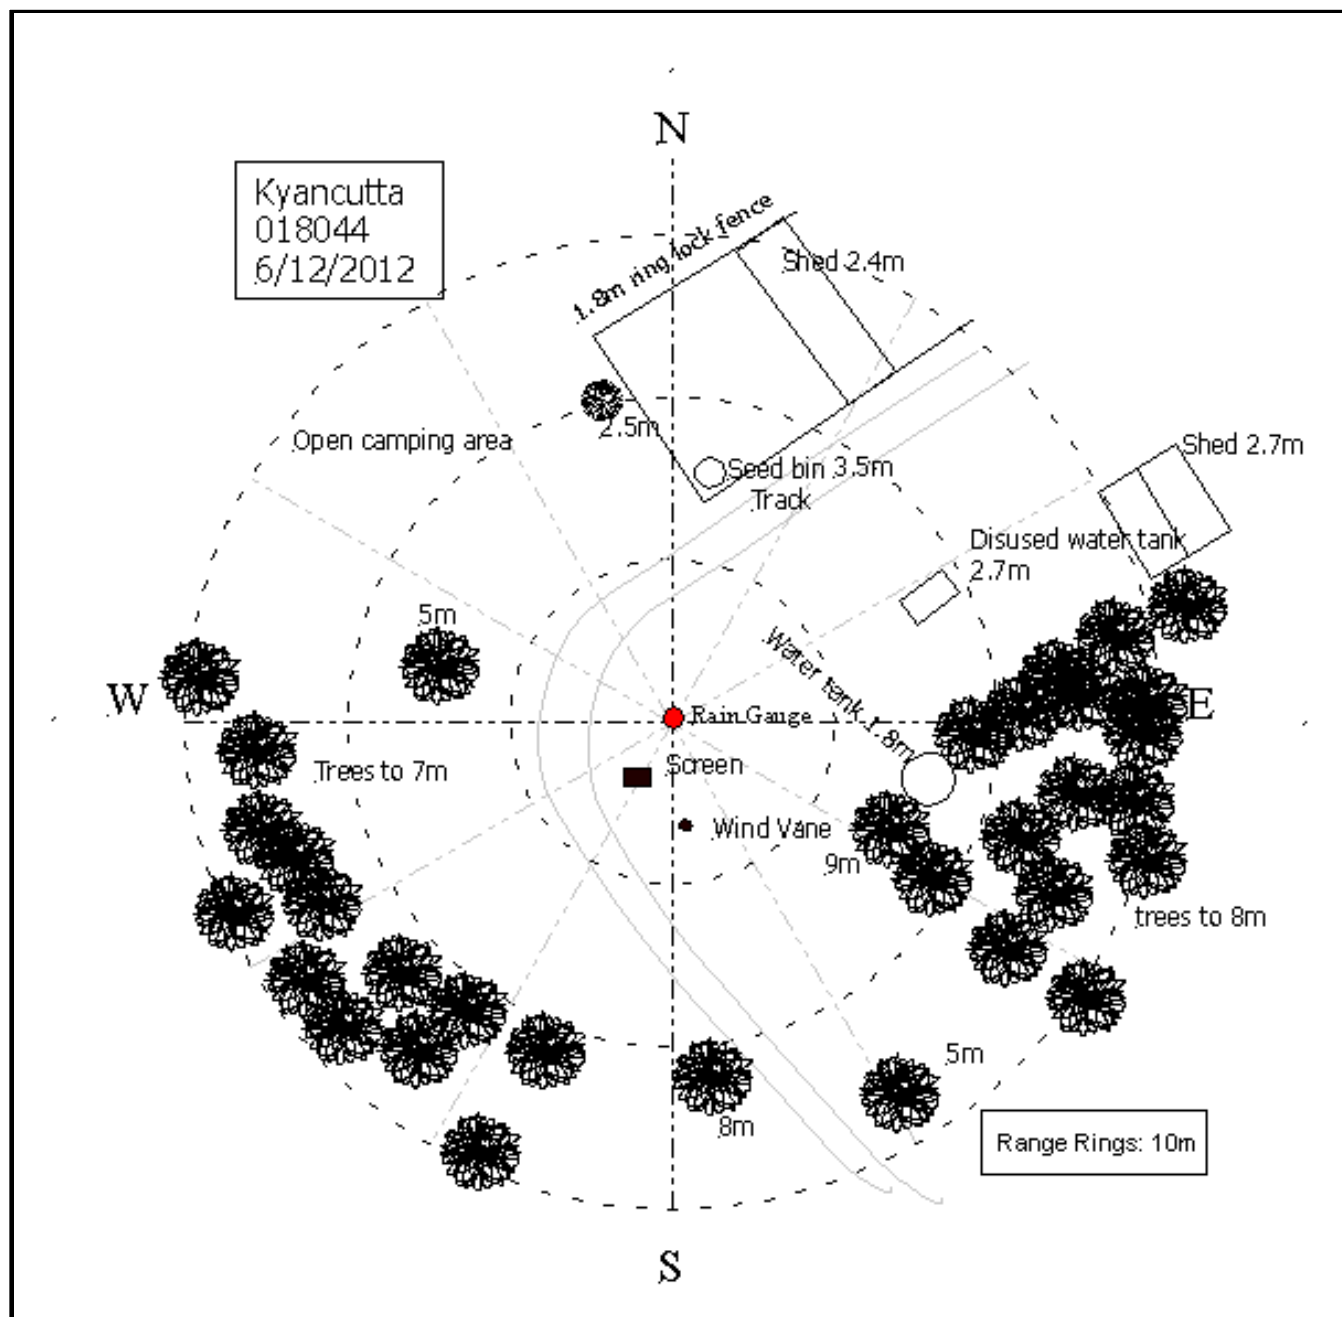 N
Kyancutta
018044
6/12/2012
1.8m ring lock fence
Shed 2.4m
2.5m
Open camping area
Seed bin 3.5m
Track
Shed 2.7m
Disused water tank
2.7m
5m
Water tank 1.8m
W
Rain Gauge
E
Trees to 7m
Screen
Wind Vane
9m
trees to 8m
5m
8m
Range Rings: 10m
S